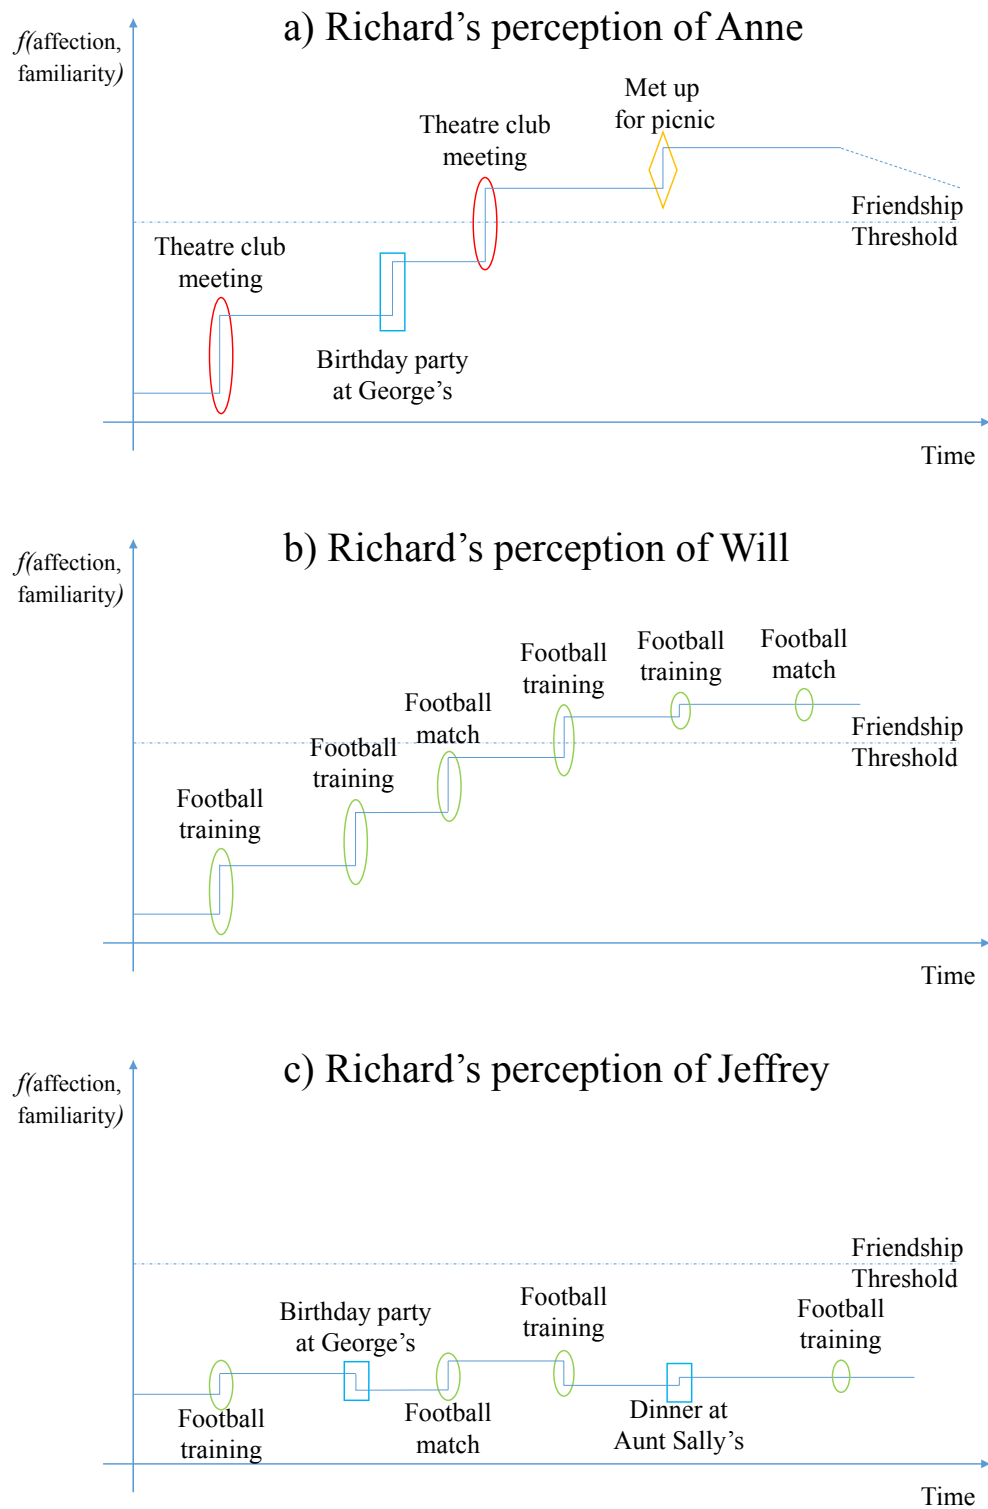 a) Richard’s perception of Anne
f(affection,
familiarity)
Met up
for picnic
Theatre club
meeting
Friendship
Threshold
Theatre club
meeting
Birthday party
at George’s
Time
b) Richard’s perception of Will
f(affection,
familiarity)
Football
training
Football
training
Football
match
Football
match
Football
training
Friendship
Threshold
Football
training
Time
c) Richard’s perception of Jeffrey
f(affection,
familiarity)
Friendship
Threshold
Birthday party
at George’s
Football
training
Football
training
Football
training
Football
match
Dinner at
Aunt Sally’s
Time